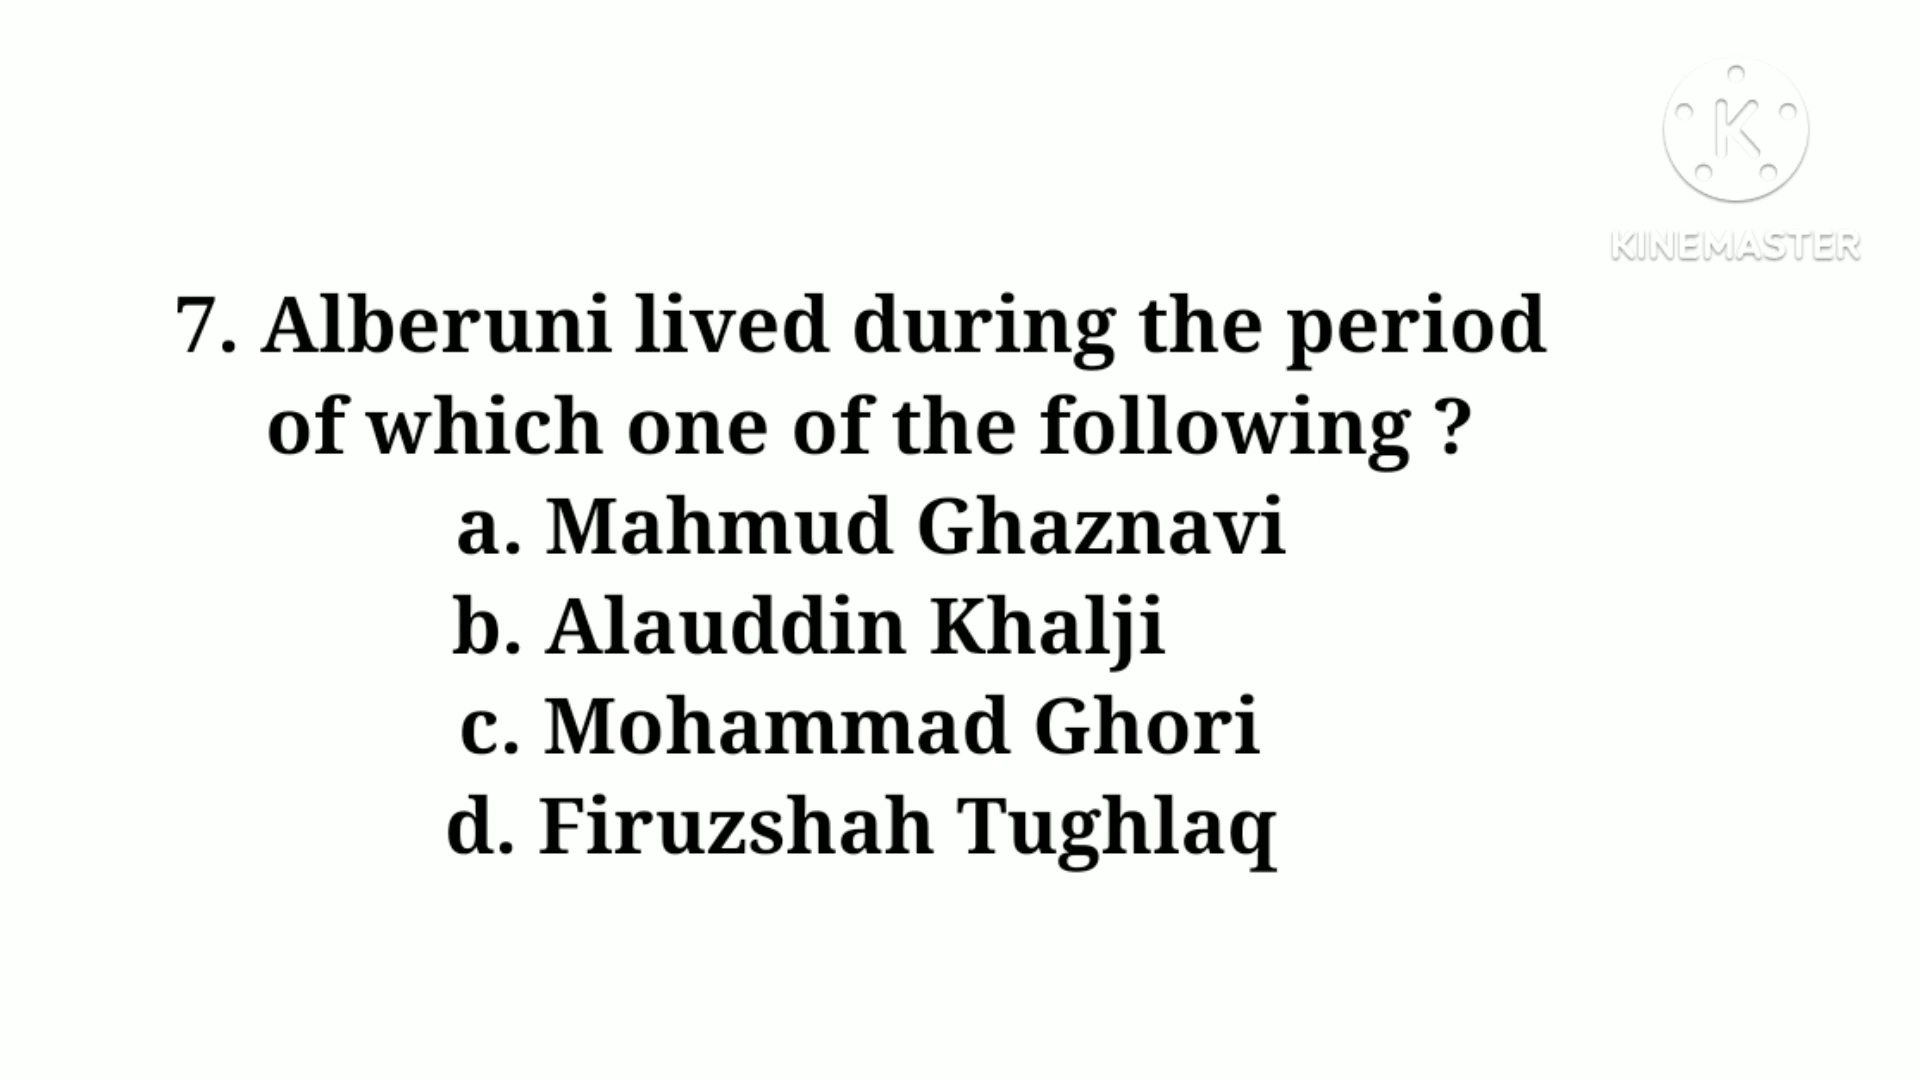 K
KINEMASTER
7. Alberuni lived during the period
of which one of the following ?
a. Mahmud Ghaznavi
b. Alauddin Khalji
c. Mohammad Ghori
d. Firuzshah Tughlaq